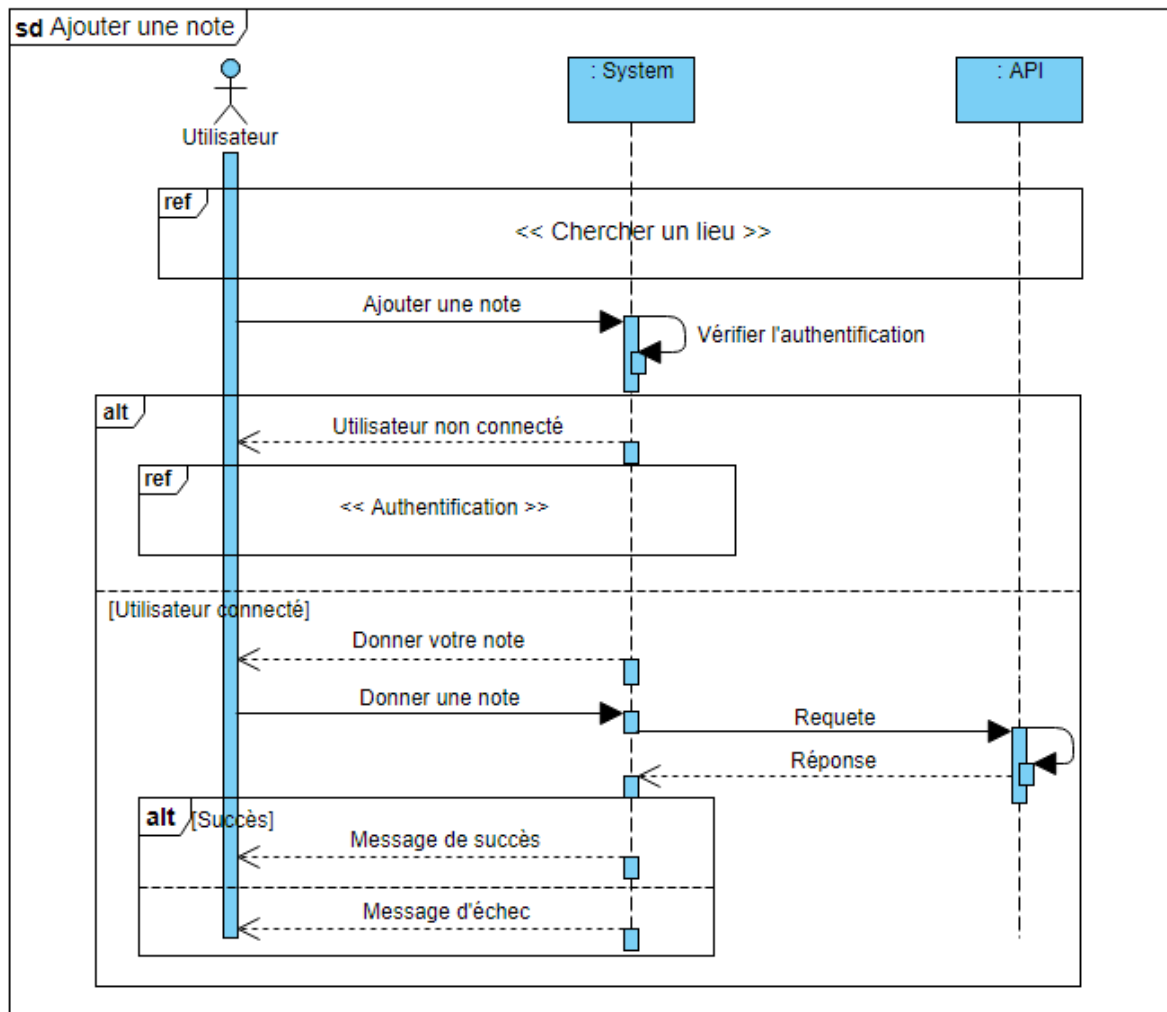 sd Ajouter une note
: System
: API
Utilisateur
ref
<< Chercher un lieu >>
Ajouter une note
Vérifier l'authentification
alt
Utilisateur non connecté
ref
<< Authentification >>
[Utilisateur connecté]
Donner votre note
Donner une note
Requete
Réponse
alt
[Succès]
Message de succès
Message d'échec